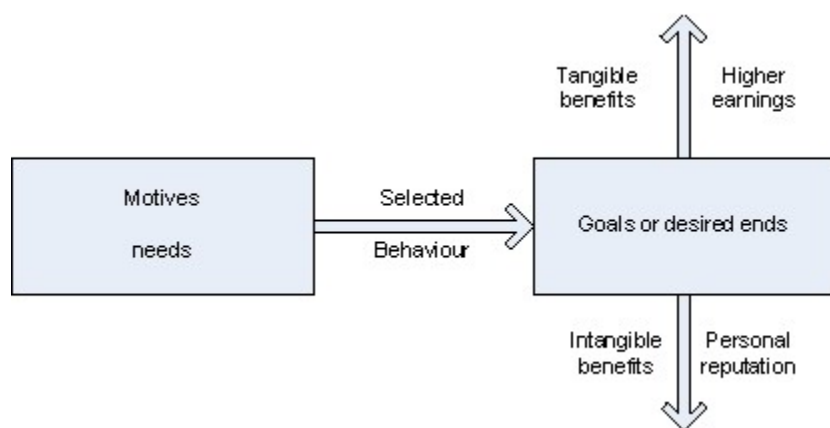 Tangible
benefits
Higher
earnings
Motives
needs
Selected
Behaviour
Goals or desired ends
Intangible
benefits
Personal
reputation